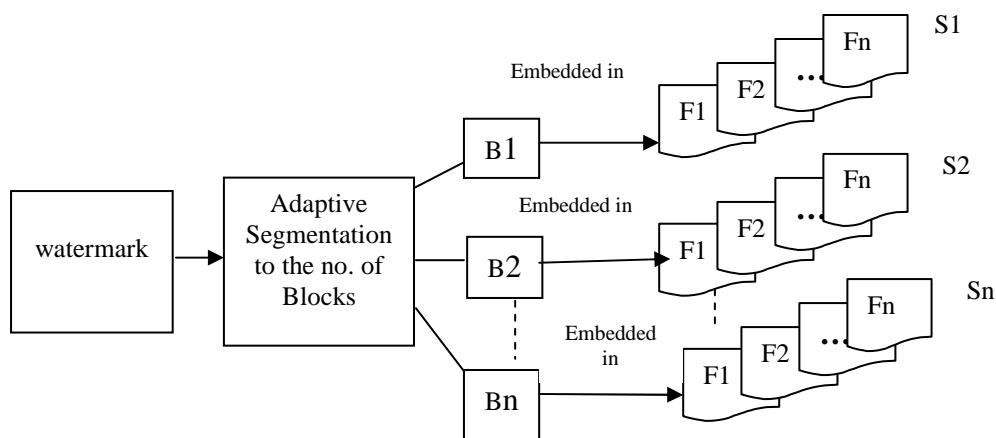 watermark
Adaptive
Segmentation
to the no. of
Blocks
B1
Embedded in
F1
F2
...
Fn
S1
B2
Embedded in
F1
F2
...
Fn
S2
Bn
Embedded
in
F1
F2
...
Fn
Sn